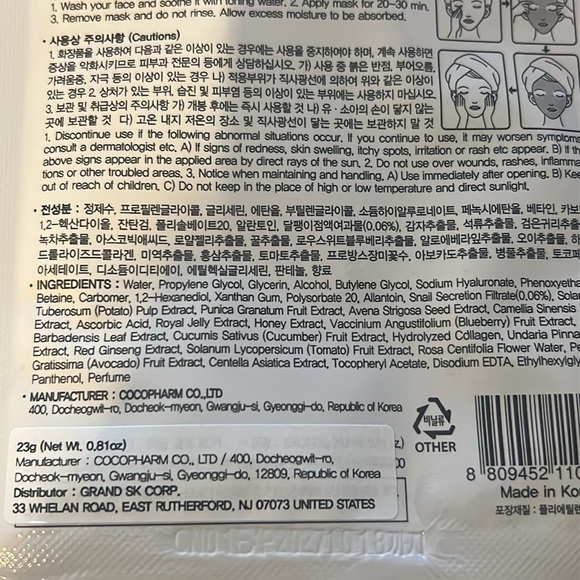 1. Wash your face and soothe it with toning water. 2. Apply mask for 20~30 min.
3. Remove mask and do not rinse. Allow excess moisture to be absorbed.
• 사용상 주의사항 (Cautions)
1. 화장품을 사용하여 다음과 같은 이상이 있는 경우에는 사용을 중지하여야 하며, 계속 사용하면
증상을 악화시키므로 피부과 전문의 등에게 상담하십시오. 가) 사용 중 붉은 반점, 부어오름,
가려움증, 자극 등의 이상이 있는 경우 나) 적용부위가 직사광선에 의하여 위와 같은 이상이
있는 경우 2. 상처가 있는 부위, 습진 및 피부염 등의 이상이 있는 부위에는 사용하지 마십시오
3. 보관 및 취급상의 주의사항 가) 개봉 후에는 즉시 사용할 것 나) 유·소아의 손이 닿지 않는
곳에 보관할 것 다) 고온 내지 저온의 장소 및 직사광선이 닿는 곳에는 보관하지 말 것
1. Discontinue use if the following abnormal situations occur. If you continue to use, it may worsen symptoms
consult a dermatologist etc. A) If signs of redness, skin swelling, itchy spots, irritation or rash etc appear. B) If the
above signs appear in the applied area by direct rays of the sun. 2. Do not use over wounds, rashes, inflamma
tions or other troubled areas. 3. Notice when maintaining and handling. A) Use immediately after opening. B) Kee
out of reach of children. C) Do not keep in the place of high or low temperature and direct sunlight.
• 전성분 : 정제수, 프로필렌글라이콜, 글리세린, 에탄올, 부틸렌글라이콜, 소듐하이알루로네이트, 페녹시에탄올, 베타인, 카보
1,2-헥산다이올, 잔탄검, 폴리솔베이트20, 알란토인, 달팽이점액여과물(0.06%), 감자추출물, 석류추출물, 검은귀리추출
녹차추출물, 아스코빅애씨드, 로얄젤리추출물, 꿀추출물, 로우스위트블루베리추출물, 알로에베라잎추출물, 오이추출물, 하
드롤라이즈드콜라겐, 미역추출물, 홍삼추출물, 토마토추출물, 프로방스장미꽃수, 아보카도추출물, 병풀추출물, 토코페
아세테이트, 디소듐이디티에이, 에틸헥실글리세린, 판테놀, 향료
• INGREDIENTS : Water, Propylene Glycol, Glycerin, Alcohol, Butylene Glycol, Sodium Hyaluronate, Phenoxyetha
Betaine, Carbomer, 1,2-Hexanediol, Xanthan Gum, Polysorbate 20, Allantoin, Snail Secretion Filtrate(0.06%), Sola
Tuberosum (Potato) Pulp Extract, Punica Granatum Fruit Extract, Avena Strigosa Seed Extract, Camellia Sinensis
Extract, Ascorbic Acid, Royal Jelly Extract, Honey Extract, Vaccinium Angustifolium (Blueberry) Fruit Extract,
Barbadensis Leaf Extract, Cucumis Sativus (Cucumber) Fruit Extract, Hydrolyzed Cdllagen, Undaria Pinna
Extract, Red Ginseng Extract, Solanum Lycopersicum (Tomato) Fruit Extract, Rosa Centifolia Flower Water, Pe
Gratissima (Avocado) Fruit Extract, Centella Asiatica Extract, Tocopheryl Acetate, Disodium EDTA, Ethylhexylgly
Panthenol, Perfume
• MANUFACTURER : COCOPHARM CO.,LTD
400, Docheogwit-ro, Docheok-myeon, Gwangju-si, Gyeonggi-do, Republic of Korea
비닐류
OTHER
23g (Net Wt. 0.81oz)
Manufacturer : COCOPHARM CO., LTD / 400, Docheogwit-ro,
Docheok-myeon, Gwangju-si, Gyeonggi-do, 12809, Republic of Korea
Distributor : GRAND SK CORP.
33 WHELAN ROAD, EAST RUTHERFORD, NJ 07073 UNITED STATES
8 809452 110
Made in Ko
포장재질 : 폴리에틸렌